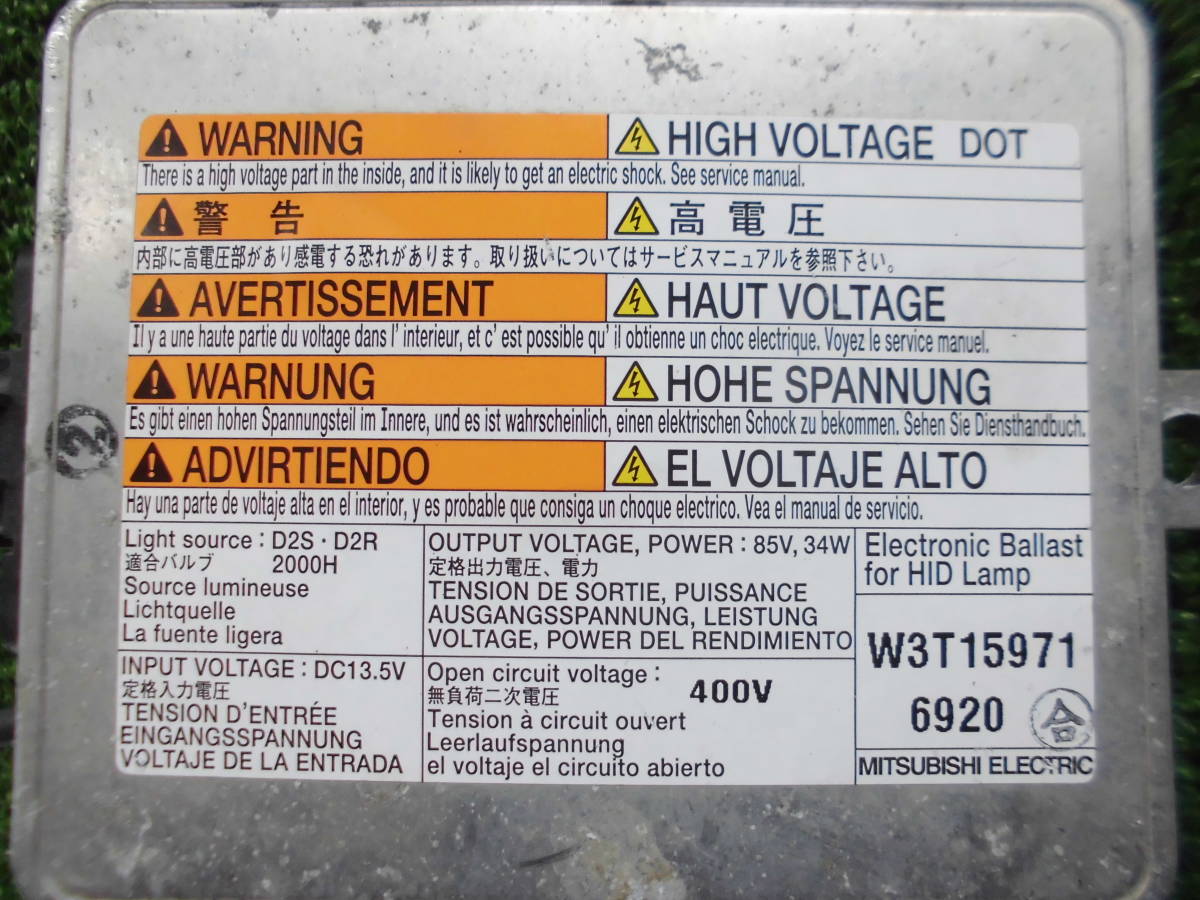 WARNING HIGH VOLTAGE DOT
There is a high voltage part in the inside, and it is likely to get an electric shock. See service manual.
警 告 高電圧
内部に高電圧部があり感電する恐れがあります。取り扱いについてはサービスマニュアルを参照下さい。
AVERTISSEMENT HAUT VOLTAGE
Il y a une haute partie du voltage dans l' interieur, et c' est possible qu' il obtienne un choc electrique. Voyez le service manuel.
WARNUNG HOHE SPANNUNG
Es gibt einen hohen Spannungsteil im Innere, und es ist wahrscheinlich, einen elektrischen Schock zu bekommen. Sehen Sie Diensthandbuch.
ADVIRTIENDO EL VOLTAJE ALTO
Hay una parte de voltaje alta en el interior, y es probable que consiga un choque electrico. Vea el manual de servicio.
Light source : D2S · D2R
適合バルブ 2000H
Source lumineuse
Lichtquelle
La fuente ligera
OUTPUT VOLTAGE, POWER : 85V, 34W
定格出力電圧、電力
TENSION DE SORTIE, PUISSANCE
AUSGANGSSPANNUNG, LEISTUNG
VOLTAGE, POWER DEL RENDIMIENTO
Electronic Ballast
for HID Lamp
INPUT VOLTAGE : DC13.5V
定格入力電圧
TENSION D'ENTRÉE
EINGANGSSPANNUNG
VOLTAJE DE LA ENTRADA
Open circuit voltage : 400V
無負荷二次電圧
Tension à circuit ouvert
Leerlaufspannung
el voltaje el circuito abierto
W3T15971
6920 合
MITSUBISHI ELECTRIC